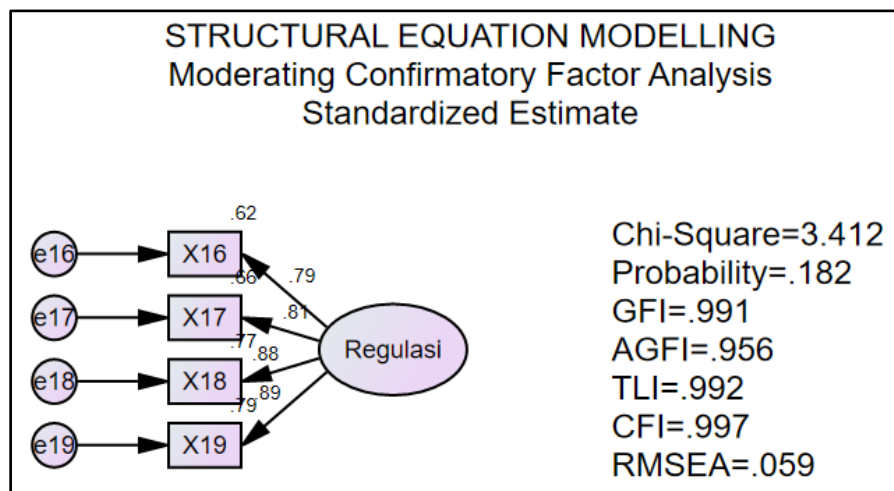 STRUCTURAL EQUATION MODELLING
Moderating Confirmatory Factor Analysis
Standardized Estimate
.62
e16 X16
.79
.66
e17 X17
.81
.77
e18 X18
.88
.79
e19 X19
.89
Regulasi
Chi-Square=3.412
Probability=.182
GFI=.991
AGFI=.956
TLI=.992
CFI=.997
RMSEA=.059